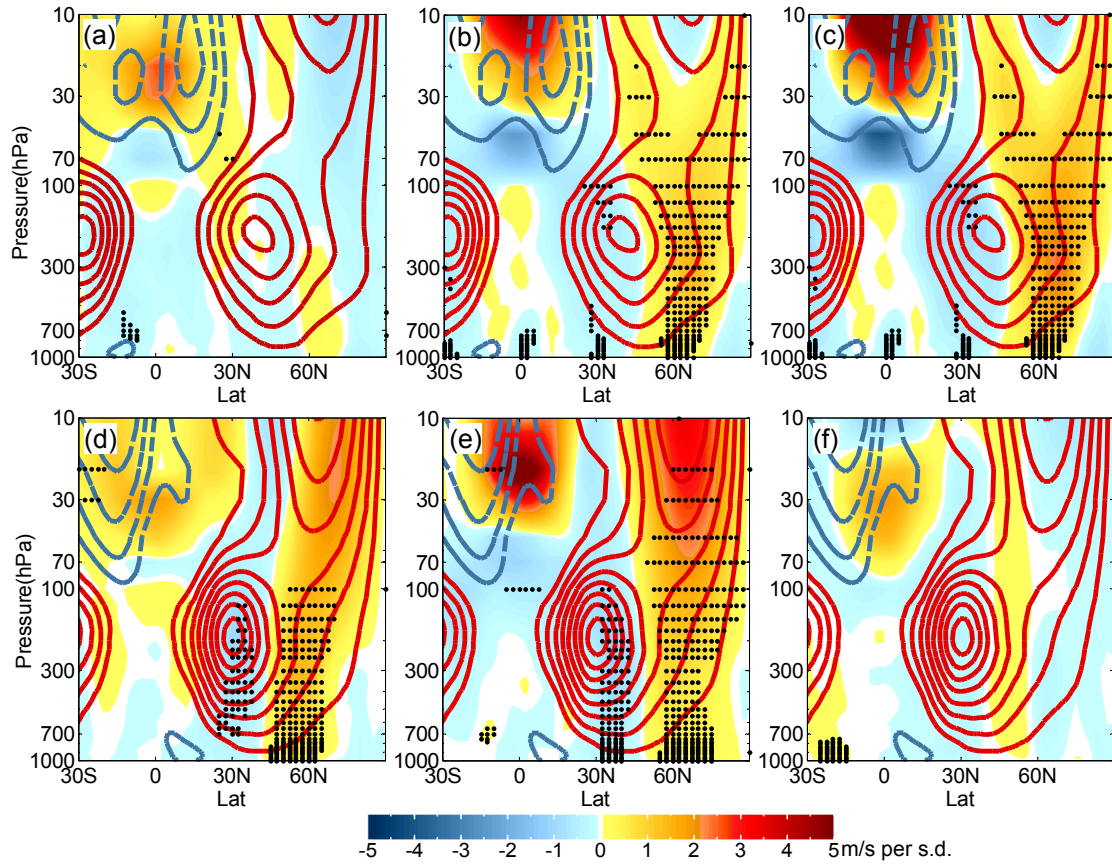 (a) (b) (c)
10 10 10
30 30 30
70 70 70
100 100 100
300 300 300
700 700 700
1000 1000 1000
Pressure(hPa)
30S 0 30N 60N 30S 0 30N 60N 30S 0 30N 60N
Lat Lat Lat
(d) (e) (f)
10 10 10
30 30 30
70 70 70
100 100 100
300 300 300
700 700 700
1000 1000 1000
Pressure(hPa)
30S 0 30N 60N 30S 0 30N 60N 30S 0 30N 60N
Lat Lat Lat
-5 -4 -3 -2 -1 0 1 2 3 4 5 m/s per s.d.